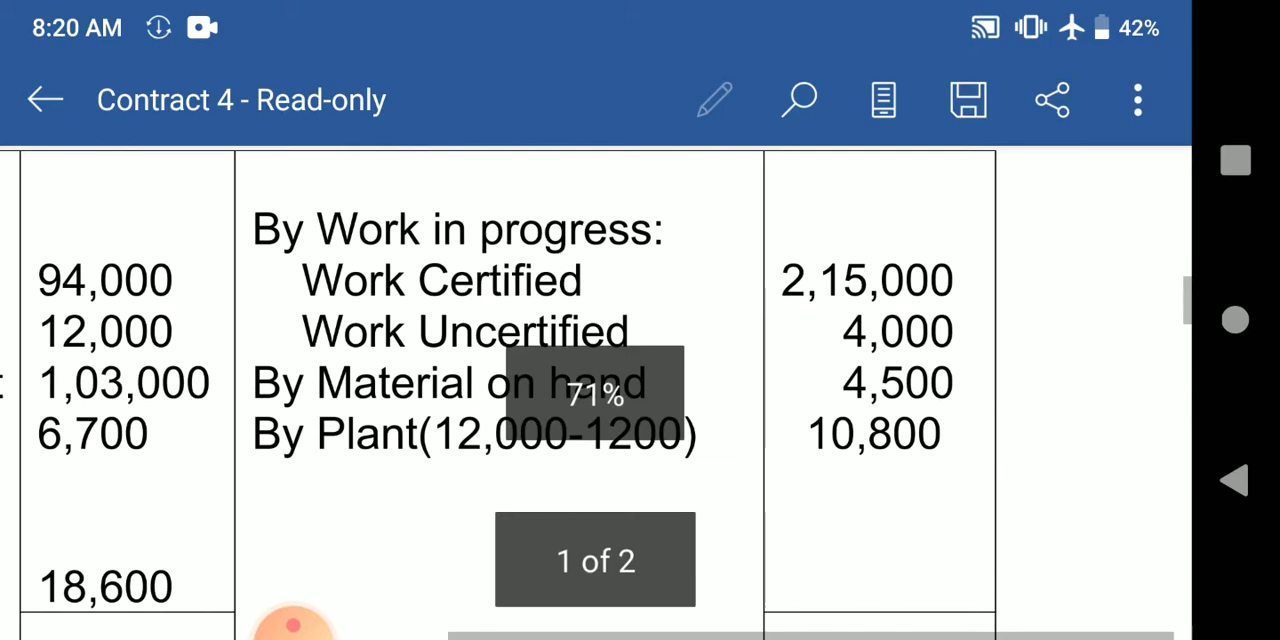 8:20 AM 42%
Contract 4 - Read-only
By Work in progress:
94,000 Work Certified 2,15,000
12,000 Work Uncertified 4,000
1,03,000 By Material on hand 4,500
71%
6,700 By Plant(12,000-1200) 10,800
1 of 2
18,600